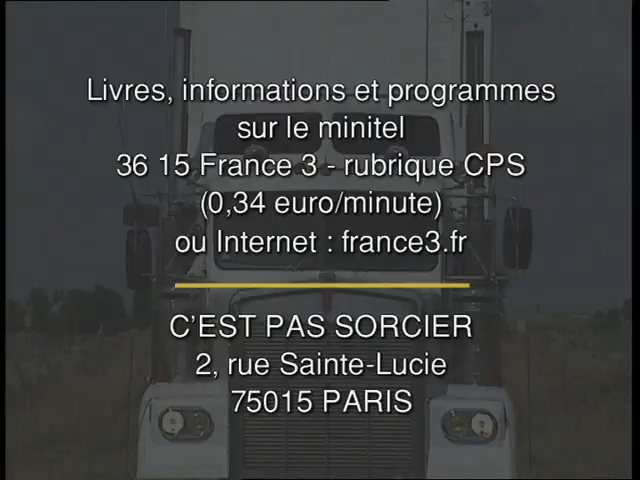 Livres, informations et programmes
sur le minitel
36 15 France 3 - rubrique CPS
(0,34 euro/minute)
ou Internet : france3.fr
C'EST PAS SORCIER
2, rue Sainte-Lucie
75015 PARIS